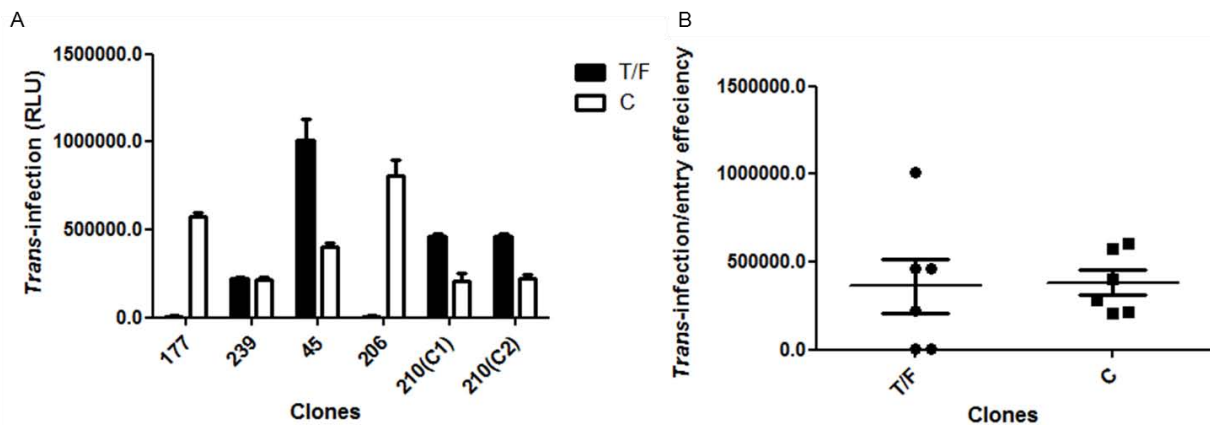 A
Trans-infection (RLU)
1500000.0
1000000.0
500000.0
0.0
T/F
C
177
239
45
206
210(C1)
210(C2)
Clones
B
Trans-infection/entry effeciency
1500000.0
1000000.0
500000.0
0.0
T/F
C
Clones